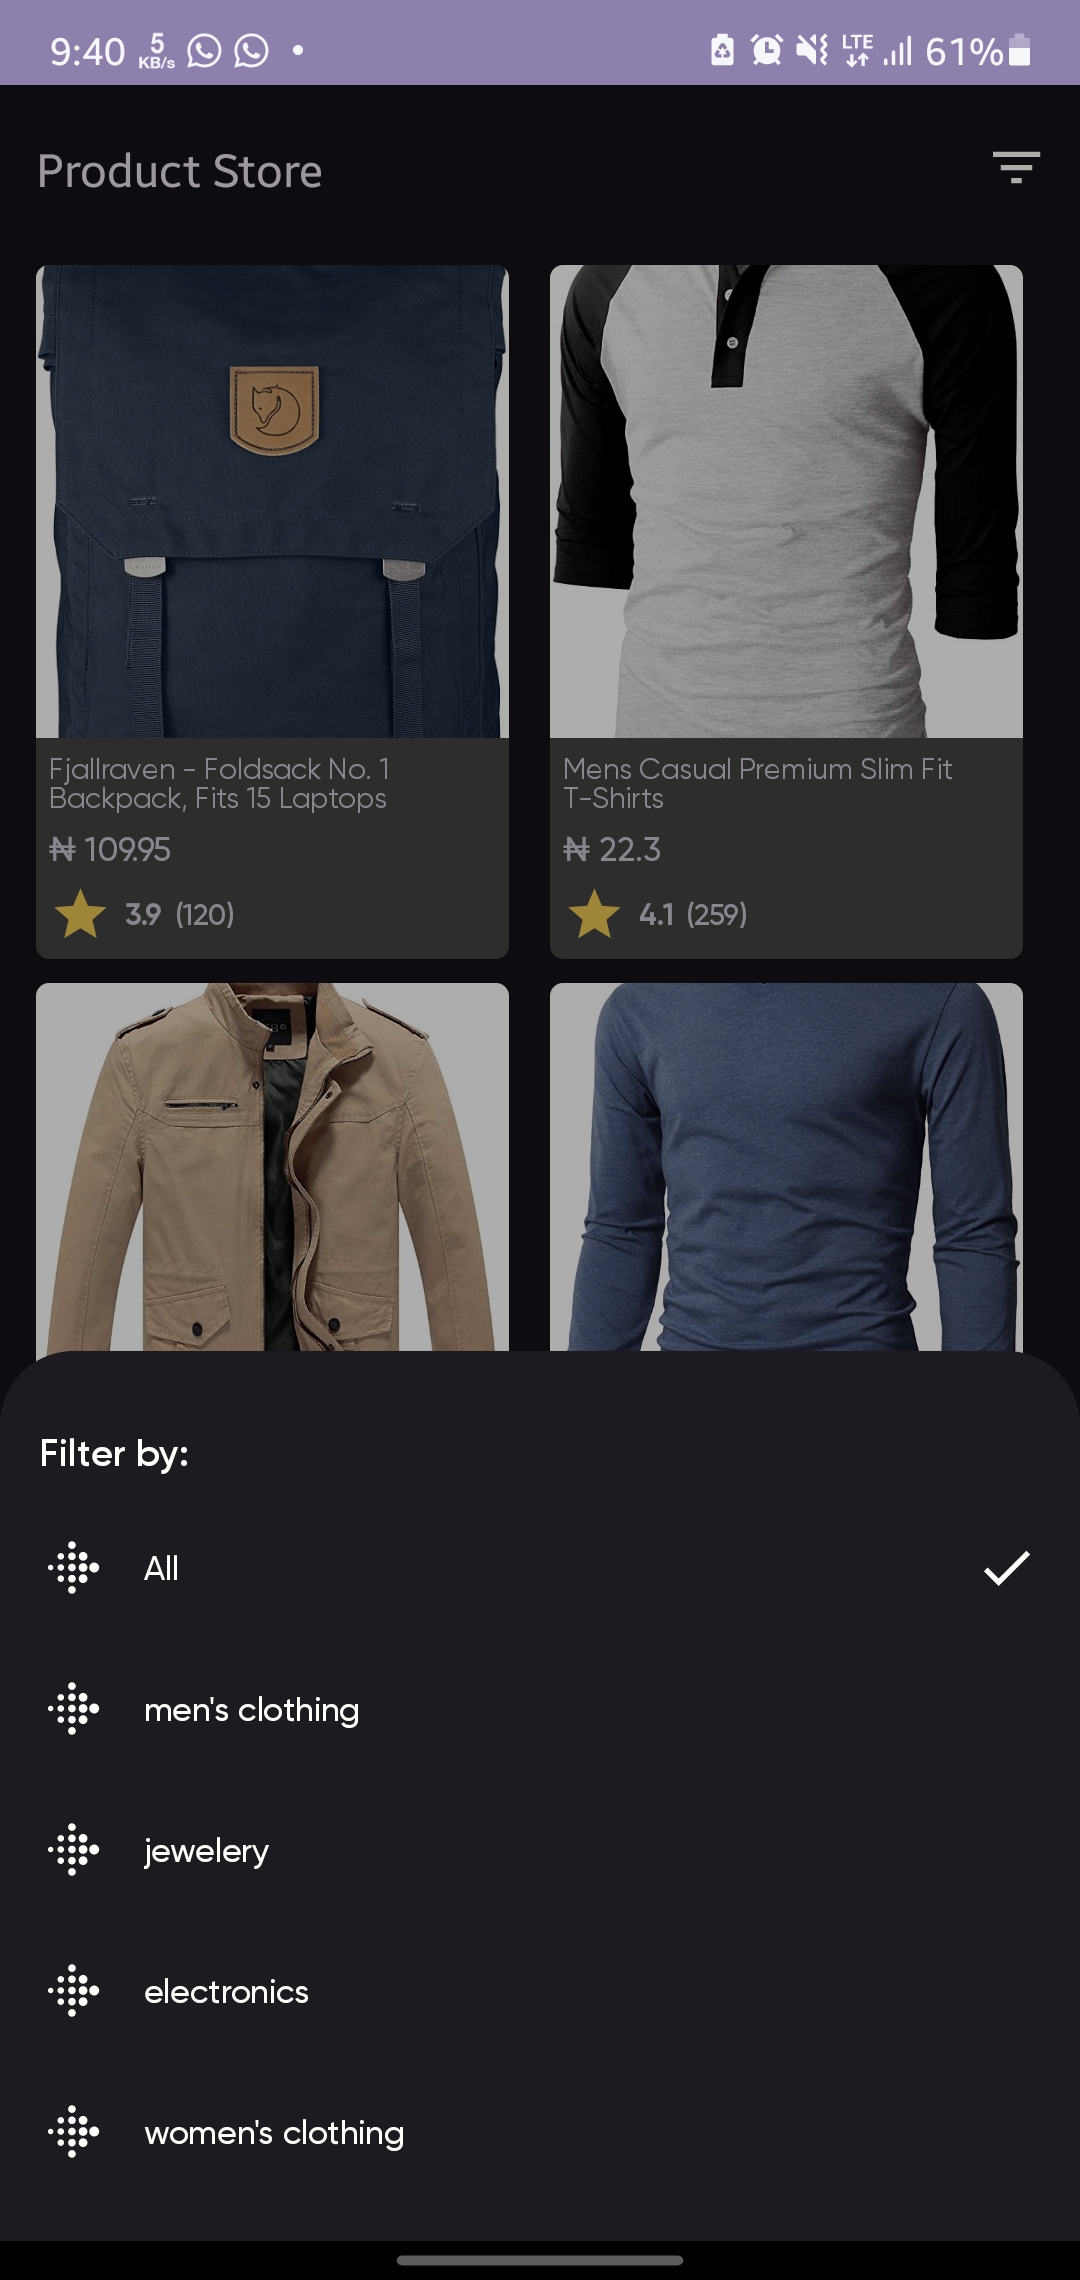 9:40 5 KB/s LTE 61%
Product Store
Fjallraven - Foldsack No. 1
Backpack, Fits 15 Laptops
₦ 109.95
3.9 (120)
Mens Casual Premium Slim Fit
T-Shirts
₦ 22.3
4.1 (259)
Filter by:
All
men's clothing
jewelery
electronics
women's clothing